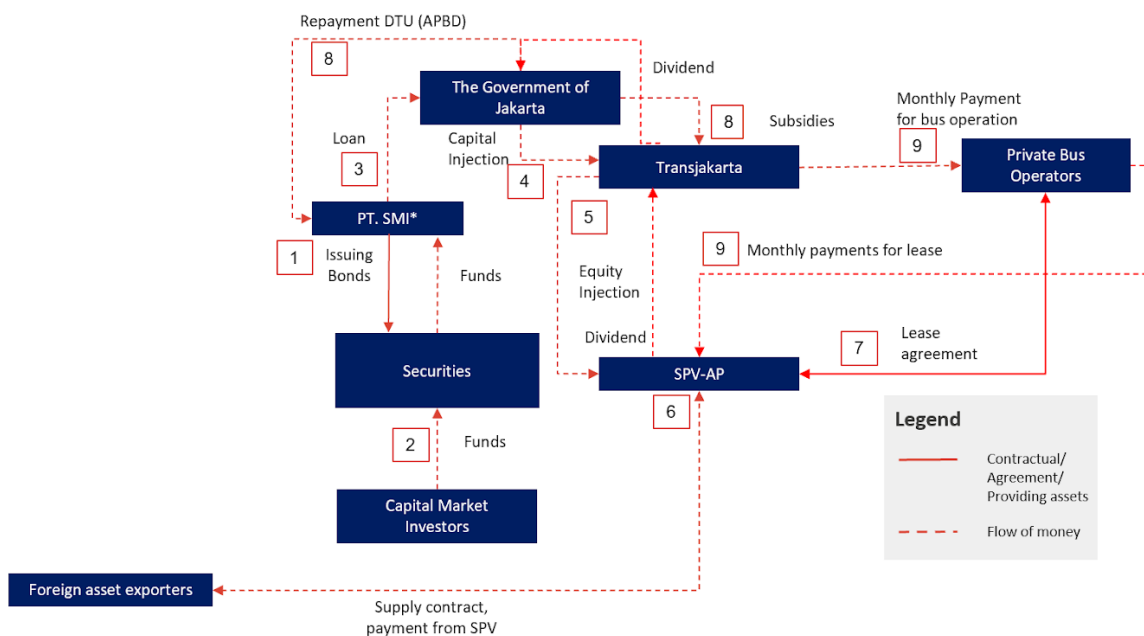 Repayment DTU (APBD)
8
Dividend
The Government of
Jakarta
8
Subsidies
Monthly Payment
for bus operation
9
Private Bus
Operators
Loan
3
Capital
Injection
4
Transjakarta
5
PT. SMI*
1
Issuing
Bonds
Funds
9
Monthly payments for lease
Equity
Injection
Dividend
7
Lease
agreement
Securities
SPV-AP
6
2
Funds
Capital Market
Investors
Legend
Contractual/
Agreement/
Providing assets
Flow of money
Foreign asset exporters
Supply contract,
payment from SPV